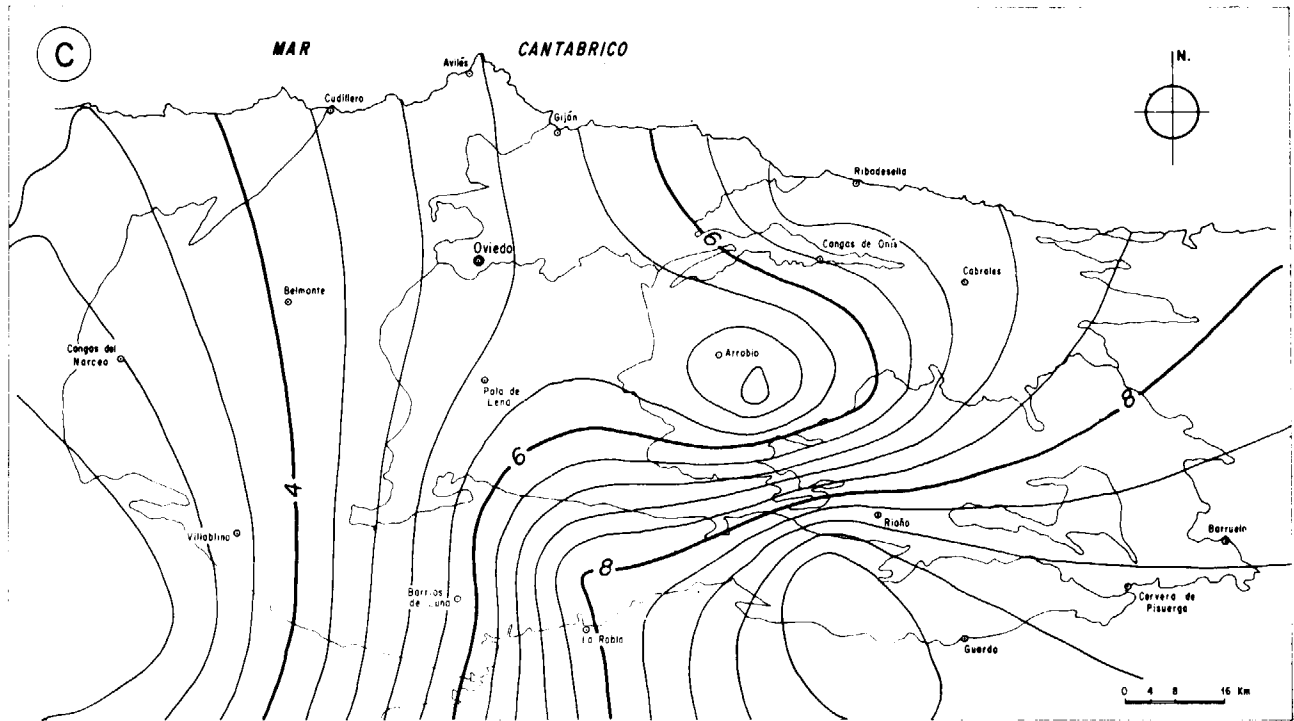 C
MAR CANTABRICO
N.
Avilés
Cudillero
Gijón
Ribadesella
6
Oviedo
Cangas de Onís
Cabrales
Belmonte
Cangas del
Narcea
Arrobio
Pola de
Lena
8
6
4
Riaño
Villablino
Barruelo
8
Barrios
de Luna
Cervera de
Pisuerga
La Robla
Guardo
0 4 8 16 Km